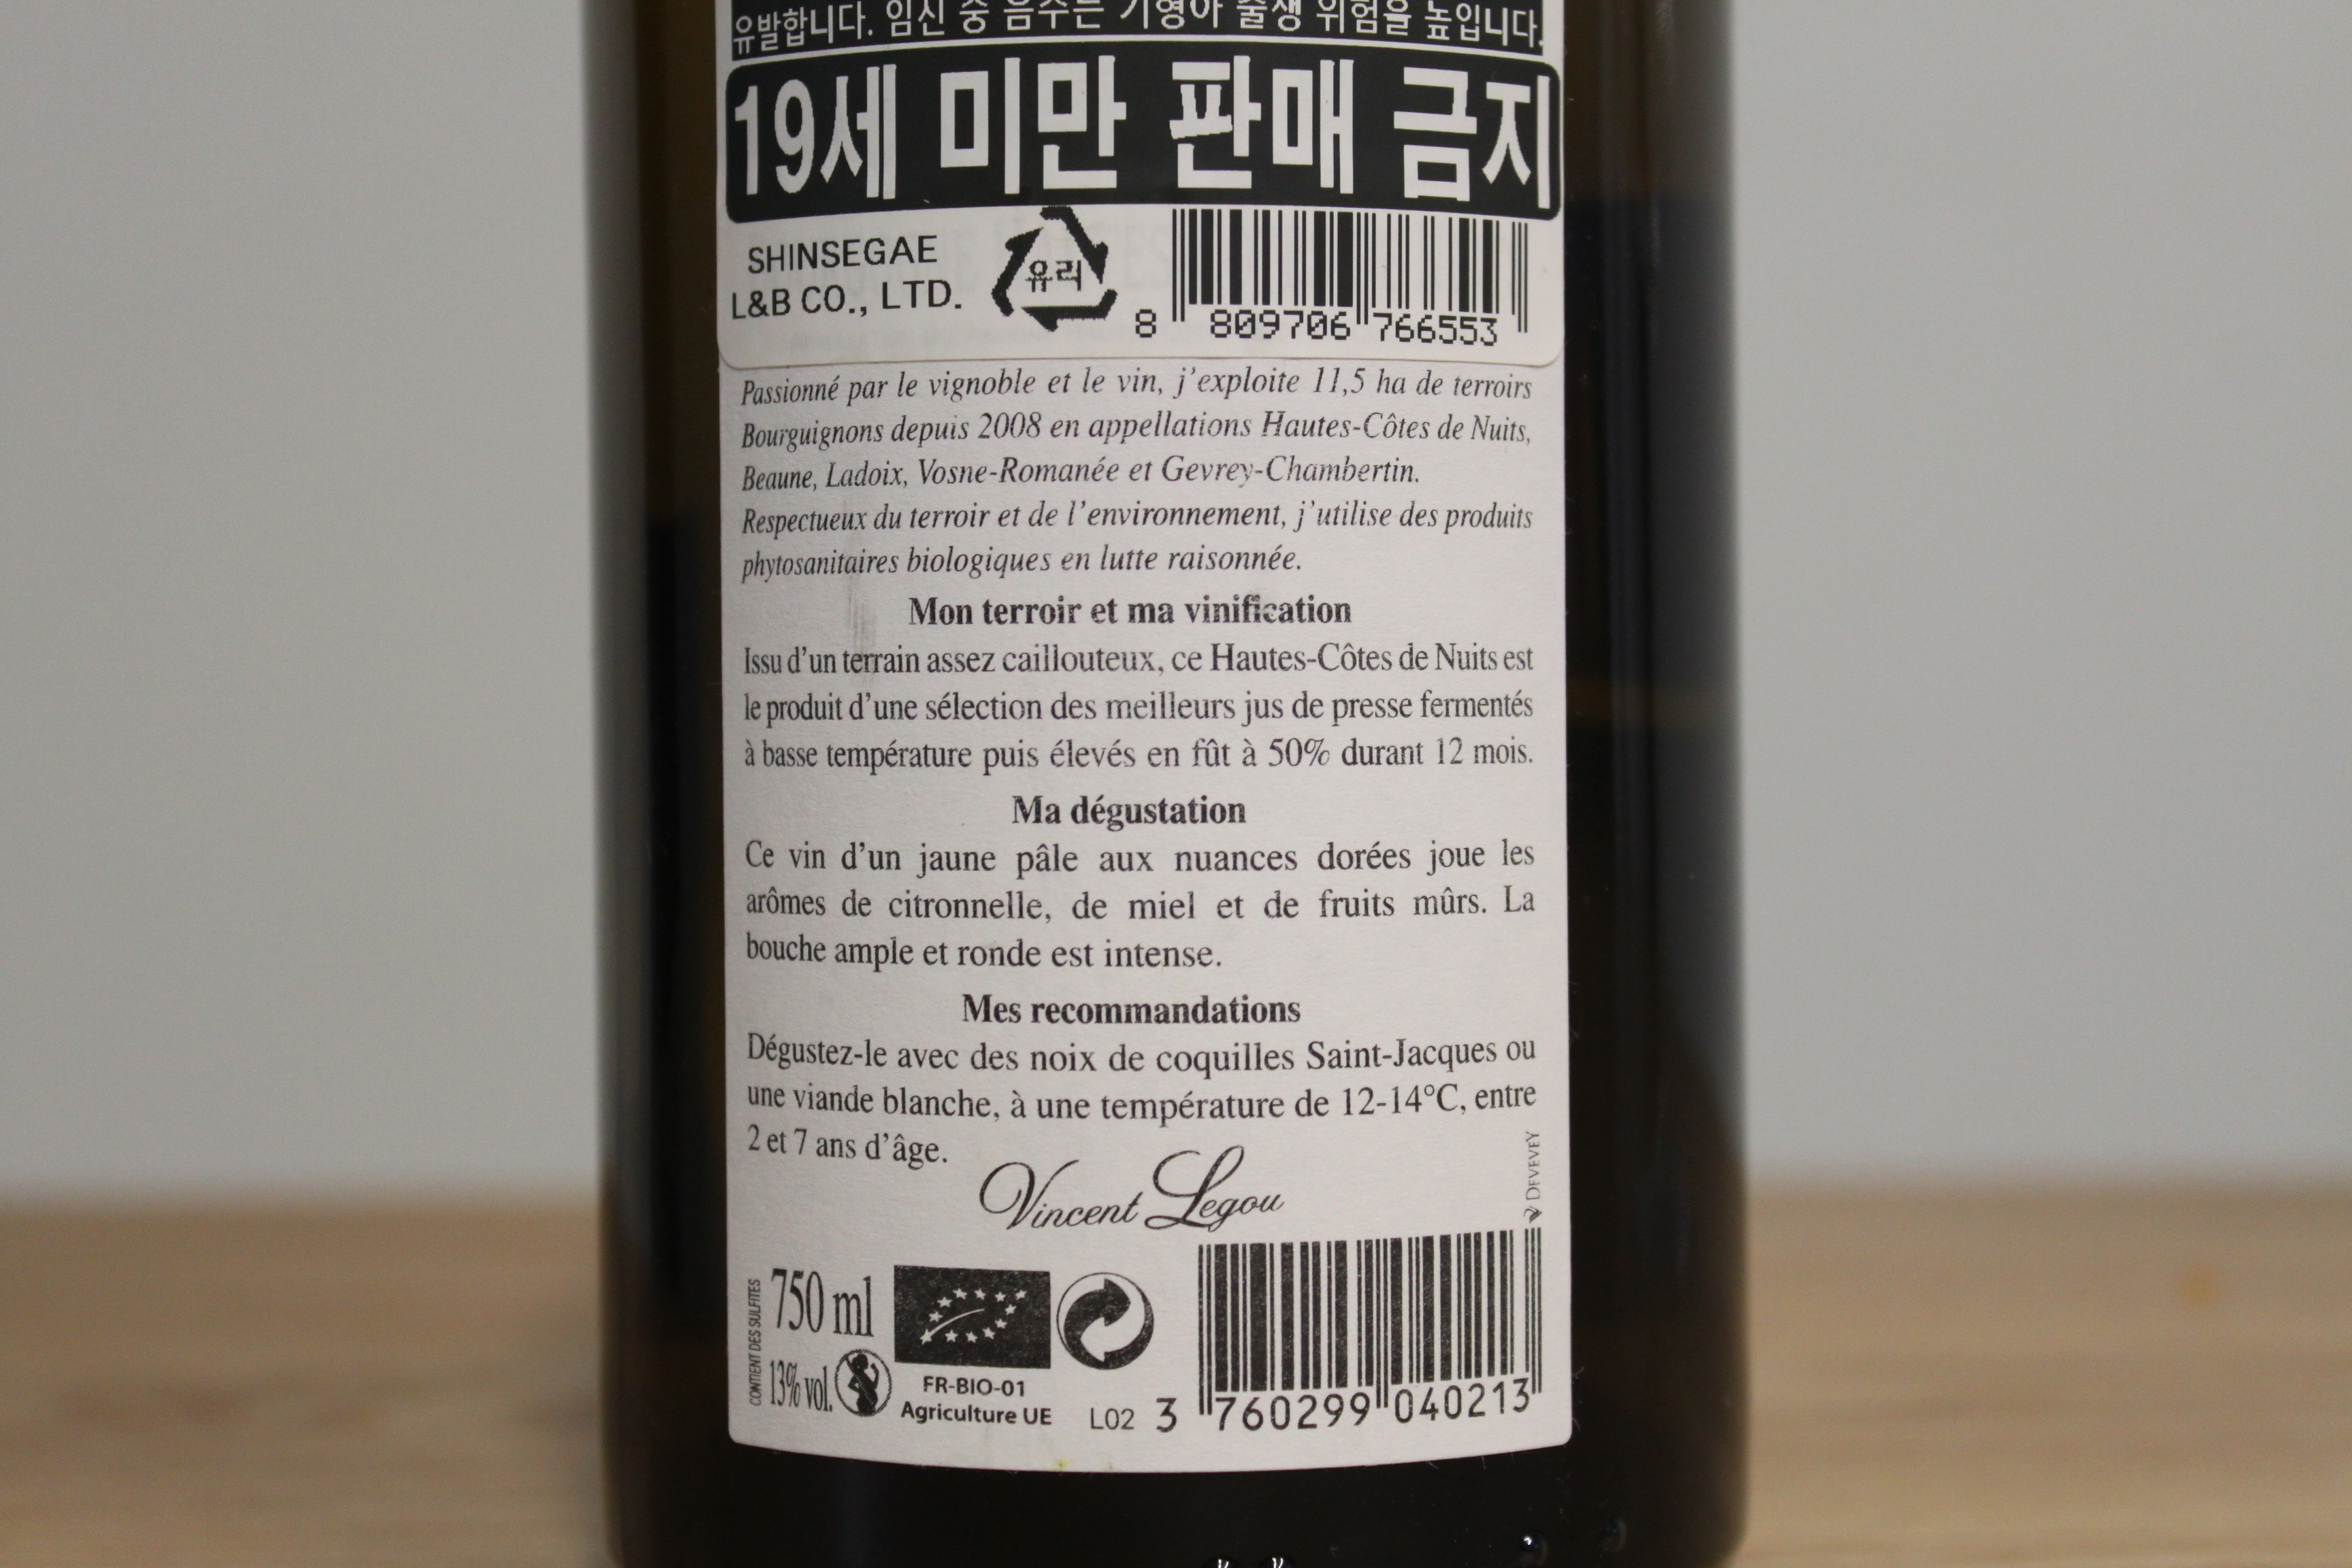 유발합니다. 임신 중 음주는 기형아 출생 위험을 높입니다.
19세 미만 판매 금지
SHINSEGAE
L&B CO., LTD.
유리
8 809706 766553
Passionné par le vignoble et le vin, j'exploite 11,5 ha de terroirs
Bourguignons depuis 2008 en appellations Hautes-Côtes de Nuits,
Beaune, Ladoix, Vosne-Romanée et Gevrey-Chambertin.
Respectueux du terroir et de l'environnement, j'utilise des produits
phytosanitaires biologiques en lutte raisonnée.
Mon terroir et ma vinification
Issu d'un terrain assez caillouteux, ce Hautes-Côtes de Nuits est
le produit d'une sélection des meilleurs jus de presse fermentés
à basse température puis élevés en fût à 50% durant 12 mois.
Ma dégustation
Ce vin d'un jaune pâle aux nuances dorées joue les
arômes de citronnelle, de miel et de fruits mûrs. La
bouche ample et ronde est intense.
Mes recommandations
Dégustez-le avec des noix de coquilles Saint-Jacques ou
une viande blanche, à une température de 12-14°C, entre
2 et 7 ans d'âge.
Vincent Legou
DEVEVEY
CONTIENT DES SULFITES
750 ml
13% vol.
FR-BIO-01
Agriculture UE
L02
3 760299 040213